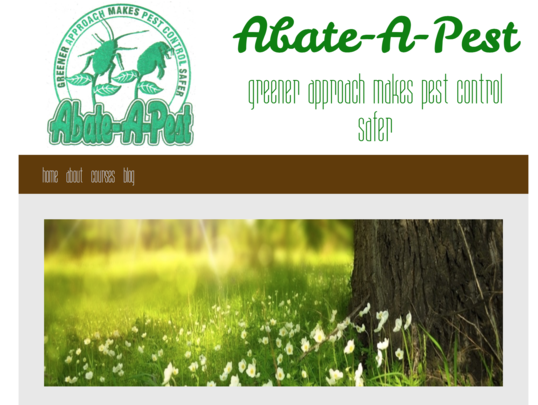 GREENER APPROACH MAKES PEST CONTROL SAFER
Abate-A-Pest
Abate-A-Pest
greener approach makes pest control
safer
home about courses blog